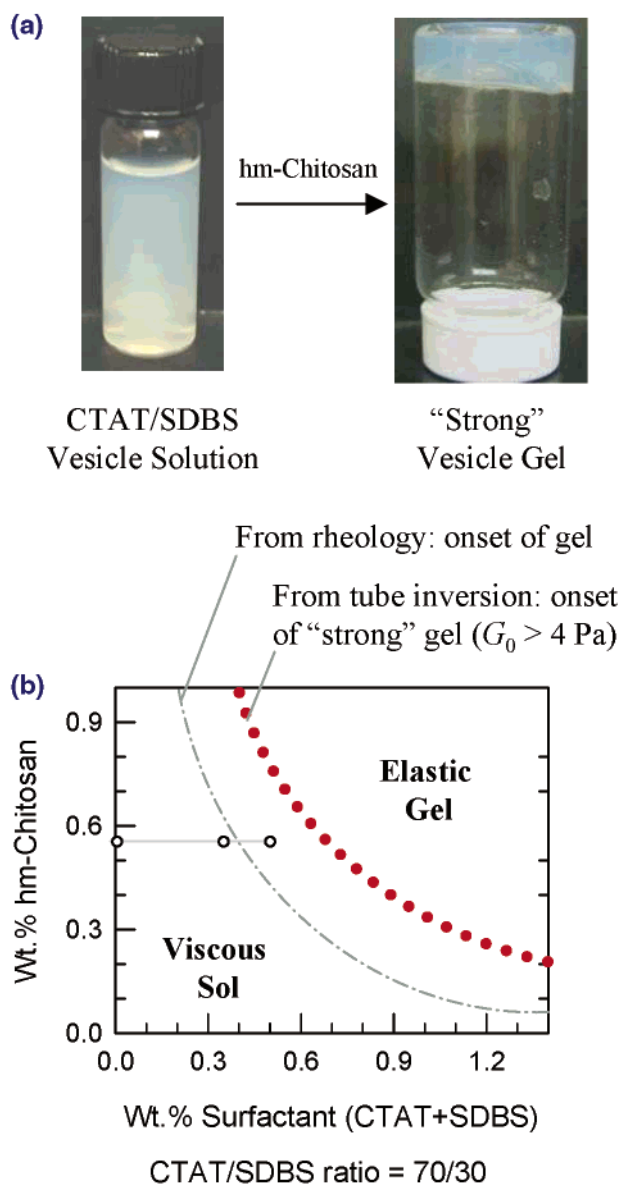 (a)
hm-Chitosan
CTAT/SDBS
Vesicle Solution
“Strong”
Vesicle Gel
From rheology: onset of gel
From tube inversion: onset
of “strong” gel (G0 > 4 Pa)
(b)
Wt.% hm-Chitosan
0.9
0.6
0.3
0.0
Elastic
Gel
Viscous
Sol
0.0 0.3 0.6 0.9 1.2
Wt.% Surfactant (CTAT+SDBS)
CTAT/SDBS ratio = 70/30